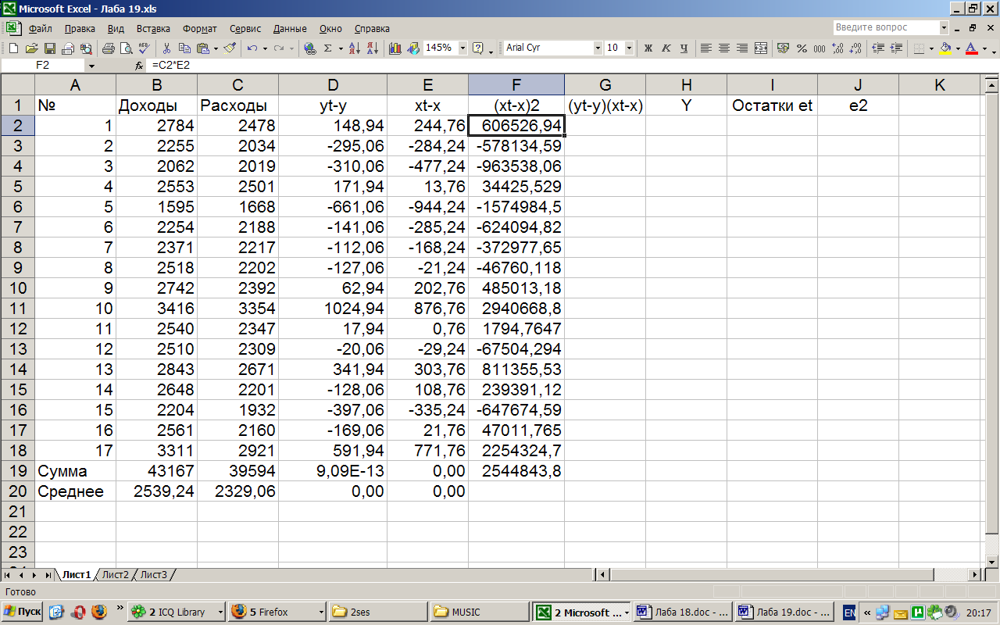 Microsoft Excel - Лаба 19.xls
Файл Правка Вид Вставка Формат Сервис Данные Окно Справка Введите вопрос
145% Arial Cyr 10 Ж К Ч
F2 fx =C2*E2
A B C D E F G H I J K
1 № Доходы Расходы yt-y xt-x (xt-x)2 (yt-y)(xt-x) Y Остатки et e2
2 1 2784 2478 148,94 244,76 606526,94
3 2 2255 2034 -295,06 -284,24 -578134,59
4 3 2062 2019 -310,06 -477,24 -963538,06
5 4 2553 2501 171,94 13,76 34425,529
6 5 1595 1668 -661,06 -944,24 -1574984,5
7 6 2254 2188 -141,06 -285,24 -624094,82
8 7 2371 2217 -112,06 -168,24 -372977,65
9 8 2518 2202 -127,06 -21,24 -46760,118
10 9 2742 2392 62,94 202,76 485013,18
11 10 3416 3354 1024,94 876,76 2940668,8
12 11 2540 2347 17,94 0,76 1794,7647
13 12 2510 2309 -20,06 -29,24 -67504,294
14 13 2843 2671 341,94 303,76 811355,53
15 14 2648 2201 -128,06 108,76 239391,12
16 15 2204 1932 -397,06 -335,24 -647674,59
17 16 2561 2160 -169,06 21,76 47011,765
18 17 3311 2921 591,94 771,76 2254324,7
19 Сумма 43167 39594 9,09E-13 0,00 2544843,8
20 Среднее 2539,24 2329,06 0,00 0,00
21
22
23
Лист1 Лист2 Лист3
Готово
Пуск » 2 ICQ Library 5 Firefox 2ses MUSIC 2 Microsoft ... Лаба 18.doc - ... Лаба 19.doc - ... EN « 20:17